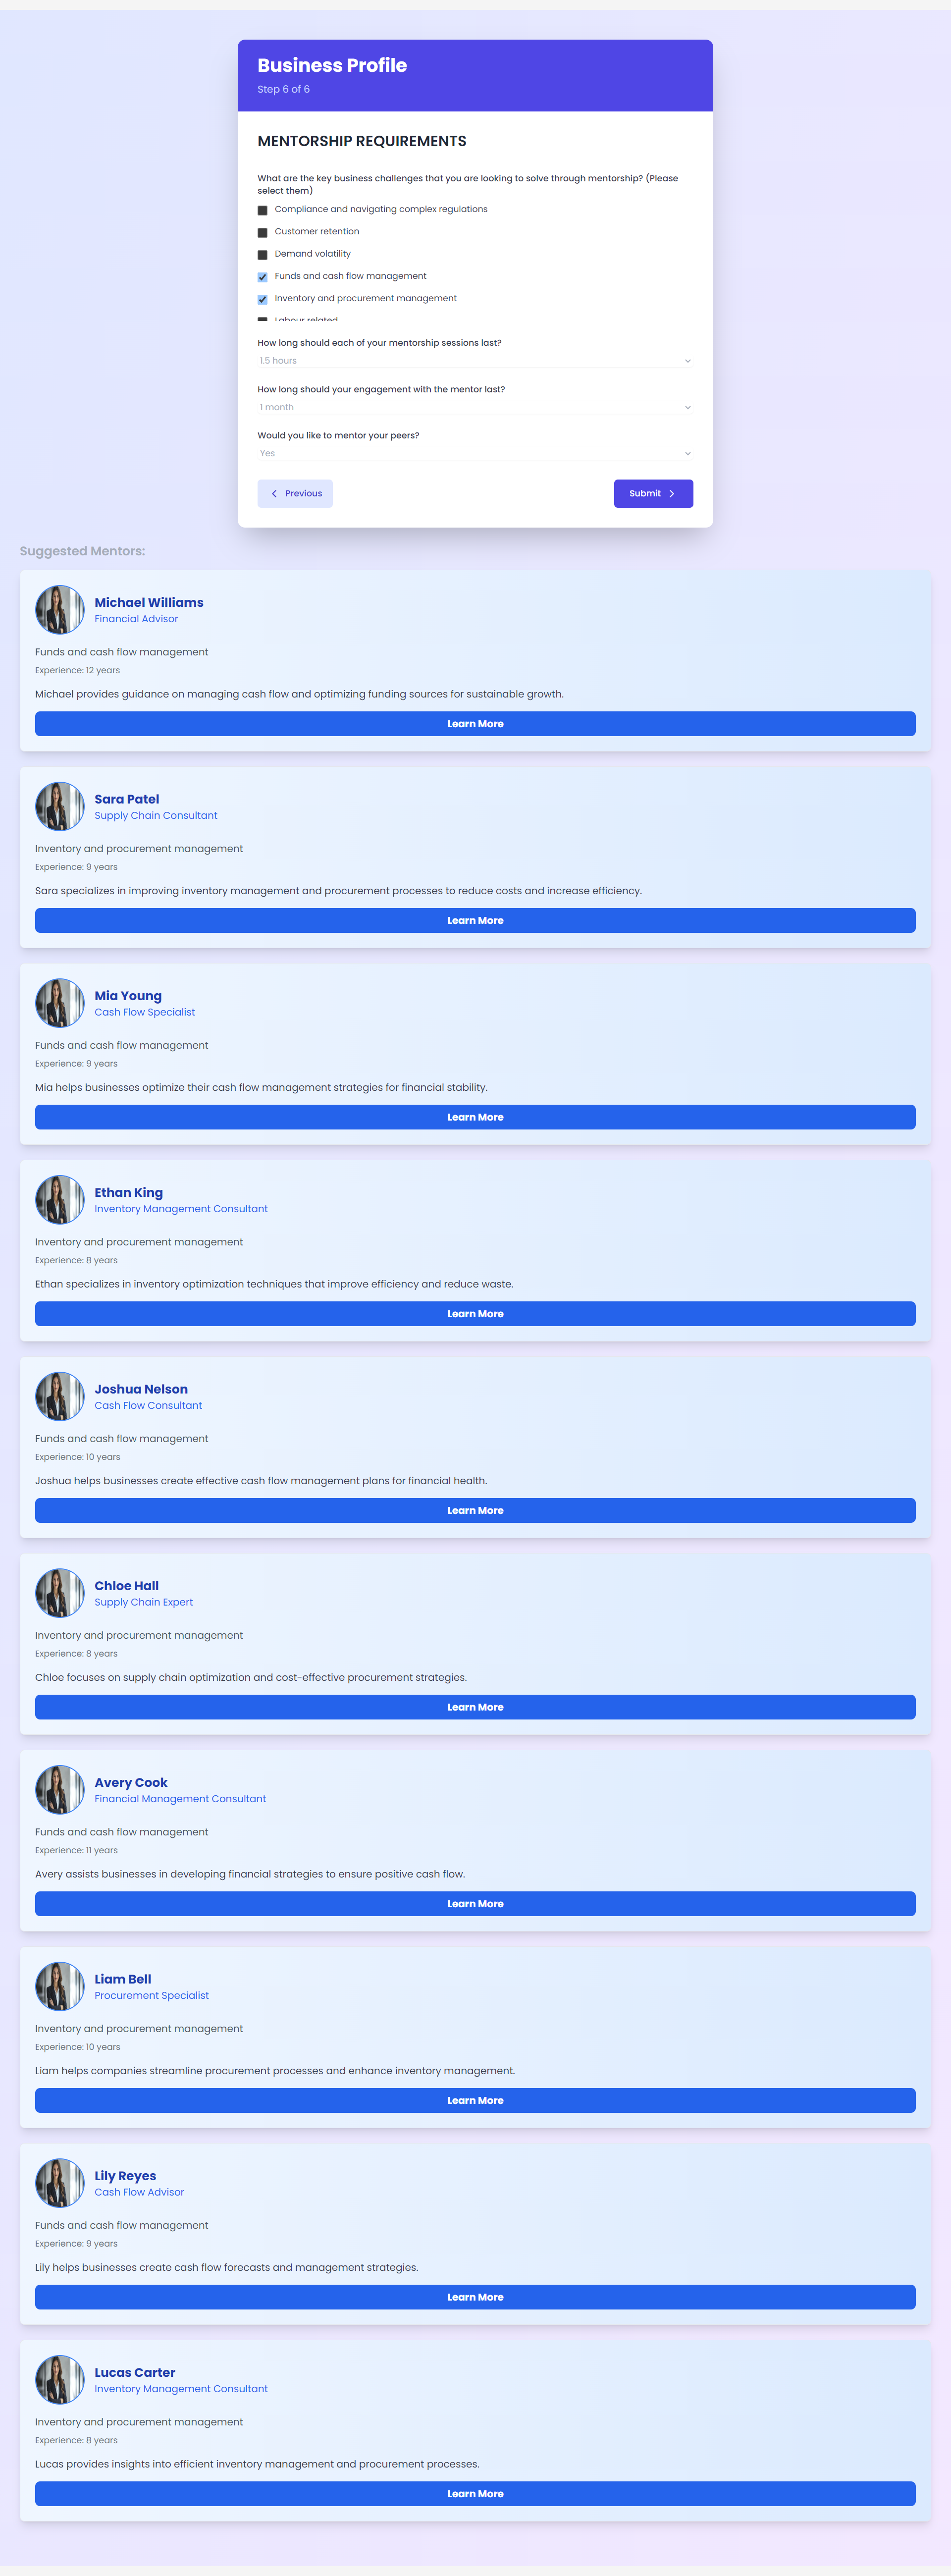 Business Profile
Step 6 of 6
MENTORSHIP REQUIREMENTS
What are the key business challenges that you are looking to solve through mentorship? (Please
select them)
Compliance and navigating complex regulations
Customer retention
Demand volatility
Funds and cash flow management
Inventory and procurement management
Labour related
How long should each of your mentorship sessions last?
1.5 hours
How long should your engagement with the mentor last?
1 month
Would you like to mentor your peers?
Yes
Previous
Submit
Suggested Mentors:
Michael Williams
Financial Advisor
Funds and cash flow management
Experience: 12 years
Michael provides guidance on managing cash flow and optimizing funding sources for sustainable growth.
Learn More
Sara Patel
Supply Chain Consultant
Inventory and procurement management
Experience: 9 years
Sara specializes in improving inventory management and procurement processes to reduce costs and increase efficiency.
Learn More
Mia Young
Cash Flow Specialist
Funds and cash flow management
Experience: 9 years
Mia helps businesses optimize their cash flow management strategies for financial stability.
Learn More
Ethan King
Inventory Management Consultant
Inventory and procurement management
Experience: 8 years
Ethan specializes in inventory optimization techniques that improve efficiency and reduce waste.
Learn More
Joshua Nelson
Cash Flow Consultant
Funds and cash flow management
Experience: 10 years
Joshua helps businesses create effective cash flow management plans for financial health.
Learn More
Chloe Hall
Supply Chain Expert
Inventory and procurement management
Experience: 8 years
Chloe focuses on supply chain optimization and cost-effective procurement strategies.
Learn More
Avery Cook
Financial Management Consultant
Funds and cash flow management
Experience: 11 years
Avery assists businesses in developing financial strategies to ensure positive cash flow.
Learn More
Liam Bell
Procurement Specialist
Inventory and procurement management
Experience: 10 years
Liam helps companies streamline procurement processes and enhance inventory management.
Learn More
Lily Reyes
Cash Flow Advisor
Funds and cash flow management
Experience: 9 years
Lily helps businesses create cash flow forecasts and management strategies.
Learn More
Lucas Carter
Inventory Management Consultant
Inventory and procurement management
Experience: 8 years
Lucas provides insights into efficient inventory management and procurement processes.
Learn More